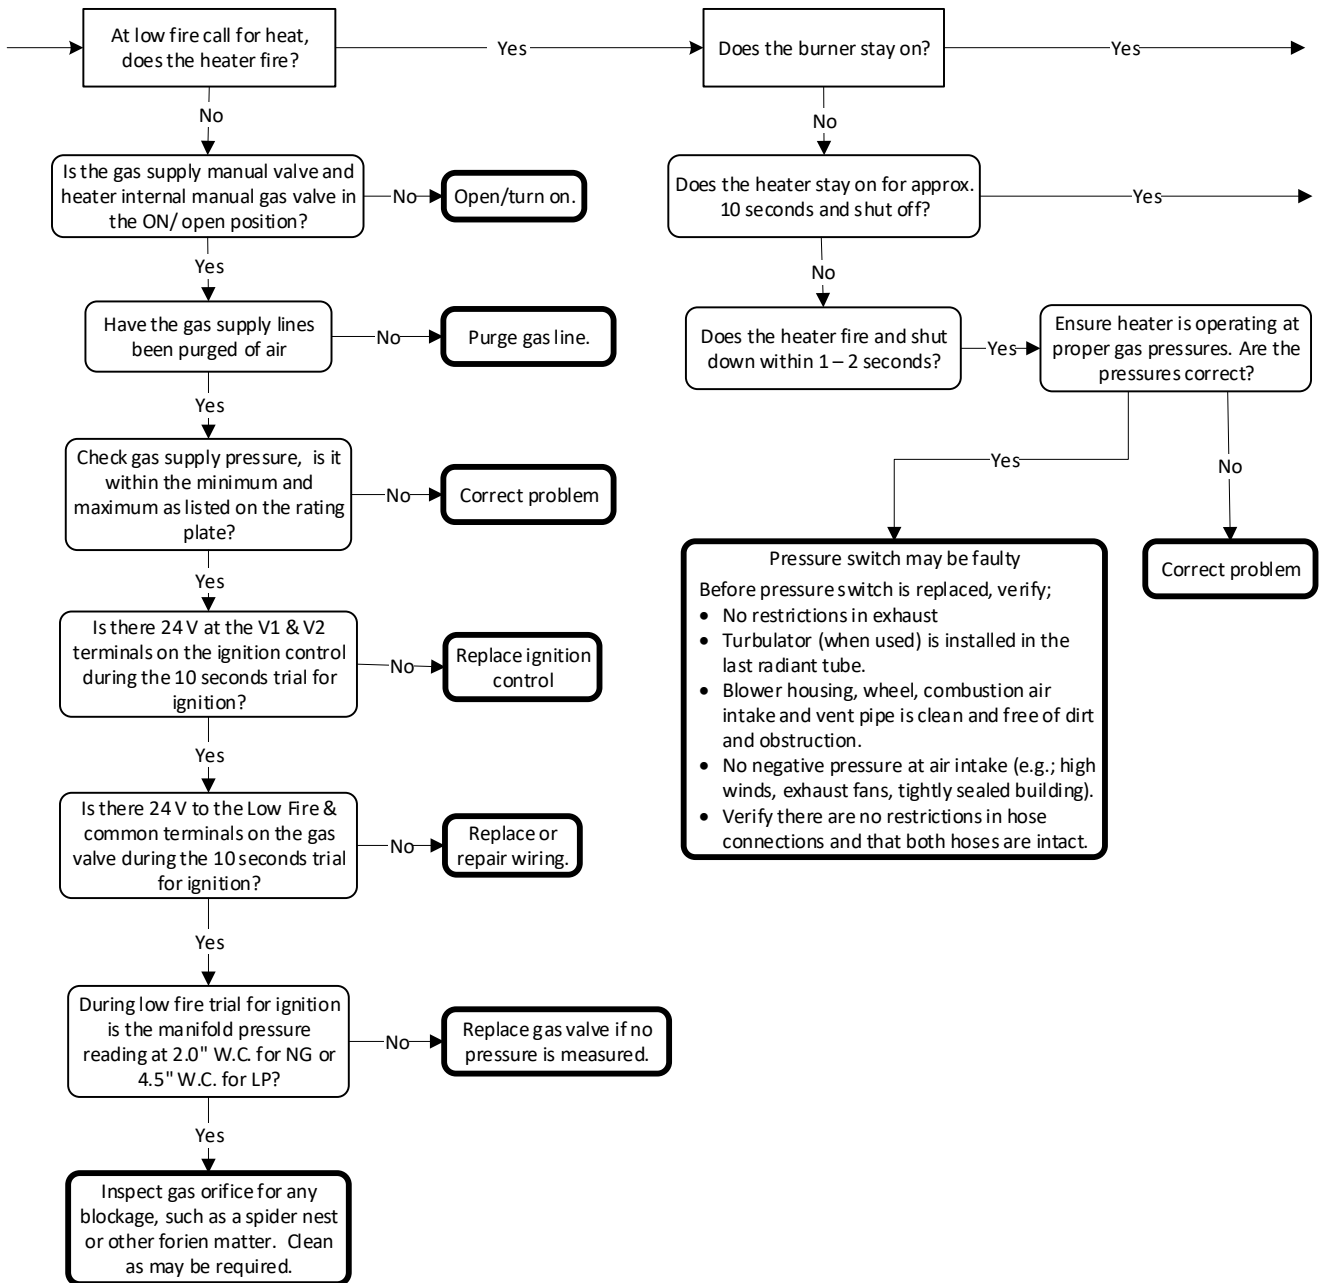 At low fire call for heat,
does the heater fire?
Yes
Does the burner stay on?
Yes
No
Is the gas supply manual valve and
heater internal manual gas valve in
the ON/ open position?
No
Open/turn on.
Yes
Have the gas supply lines
been purged of air
No
Purge gas line.
Yes
Check gas supply pressure, is it
within the minimum and
maximum as listed on the rating
plate?
No
Correct problem
Yes
Is there 24 V at the V1 & V2
terminals on the ignition control
during the 10 seconds trial for
ignition?
No
Replace ignition
control
Yes
Is there 24 V to the Low Fire &
common terminals on the gas
valve during the 10 seconds trial
for ignition?
No
Replace or
repair wiring.
Yes
During low fire trial for ignition
is the manifold pressure
reading at 2.0" W.C. for NG or
4.5" W.C. for LP?
No
Replace gas valve if no
pressure is measured.
Yes
Inspect gas orifice for any
blockage, such as a spider nest
or other forien matter. Clean
as may be required.
No
Does the heater stay on for approx.
10 seconds and shut off?
Yes
No
Does the heater fire and shut
down within 1 – 2 seconds?
Yes
Ensure heater is operating at
proper gas pressures. Are the
pressures correct?
Yes
No
Correct problem
Pressure switch may be faulty
Before pressure switch is replaced, verify;
• No restrictions in exhaust
• Turbulator (when used) is installed in the
last radiant tube.
• Blower housing, wheel, combustion air
intake and vent pipe is clean and free of dirt
and obstruction.
• No negative pressure at air intake (e.g.; high
winds, exhaust fans, tightly sealed building).
• Verify there are no restrictions in hose
connections and that both hoses are intact.